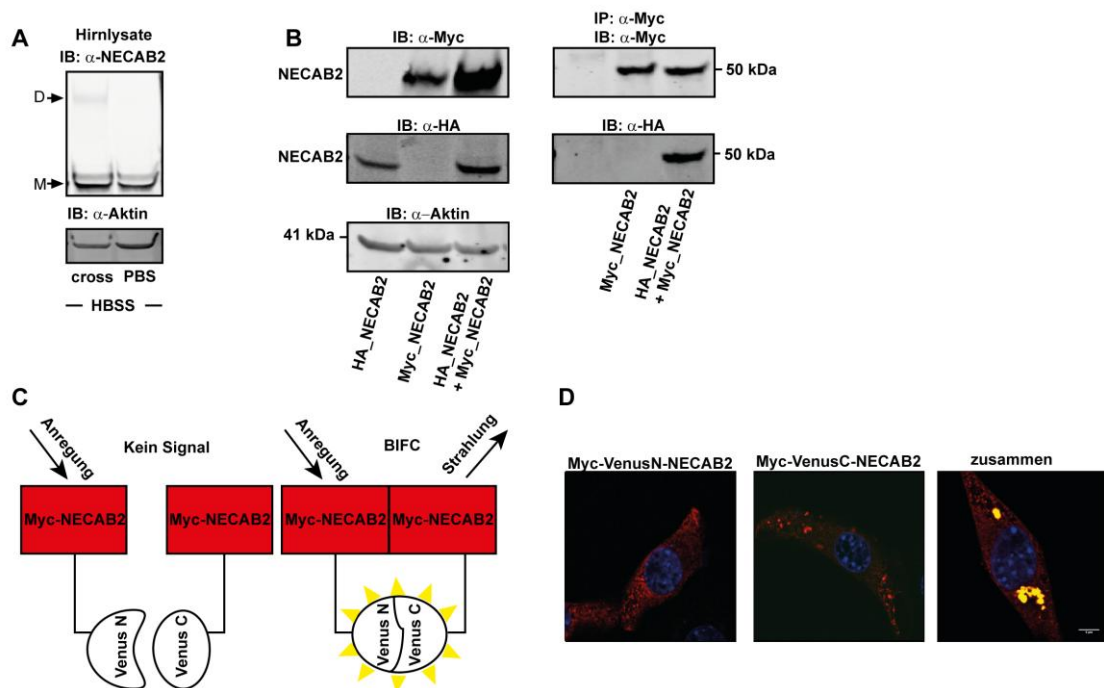 A
Hirnlysate
IB: α-NECAB2
D
M
IB: α-Aktin
cross PBS
HBSS
B
IB: α-Myc
NECAB2
IB: α-HA
NECAB2
IB: α–Aktin
41 kDa
HA_NECAB2
Myc_NECAB2
HA_NECAB2
+ Myc_NECAB2
IP: α-Myc
IB: α-Myc
50 kDa
IB: α-HA
50 kDa
Myc_NECAB2
HA_NECAB2
+ Myc_NECAB2
C
Anregung
Kein Signal
Anregung
BIFC
Strahlung
Myc-NECAB2
Myc-NECAB2
Myc-NECAB2
Myc-NECAB2
Venus N
Venus C
Venus N
Venus C
D
Myc-VenusN-NECAB2
Myc-VenusC-NECAB2
zusammen